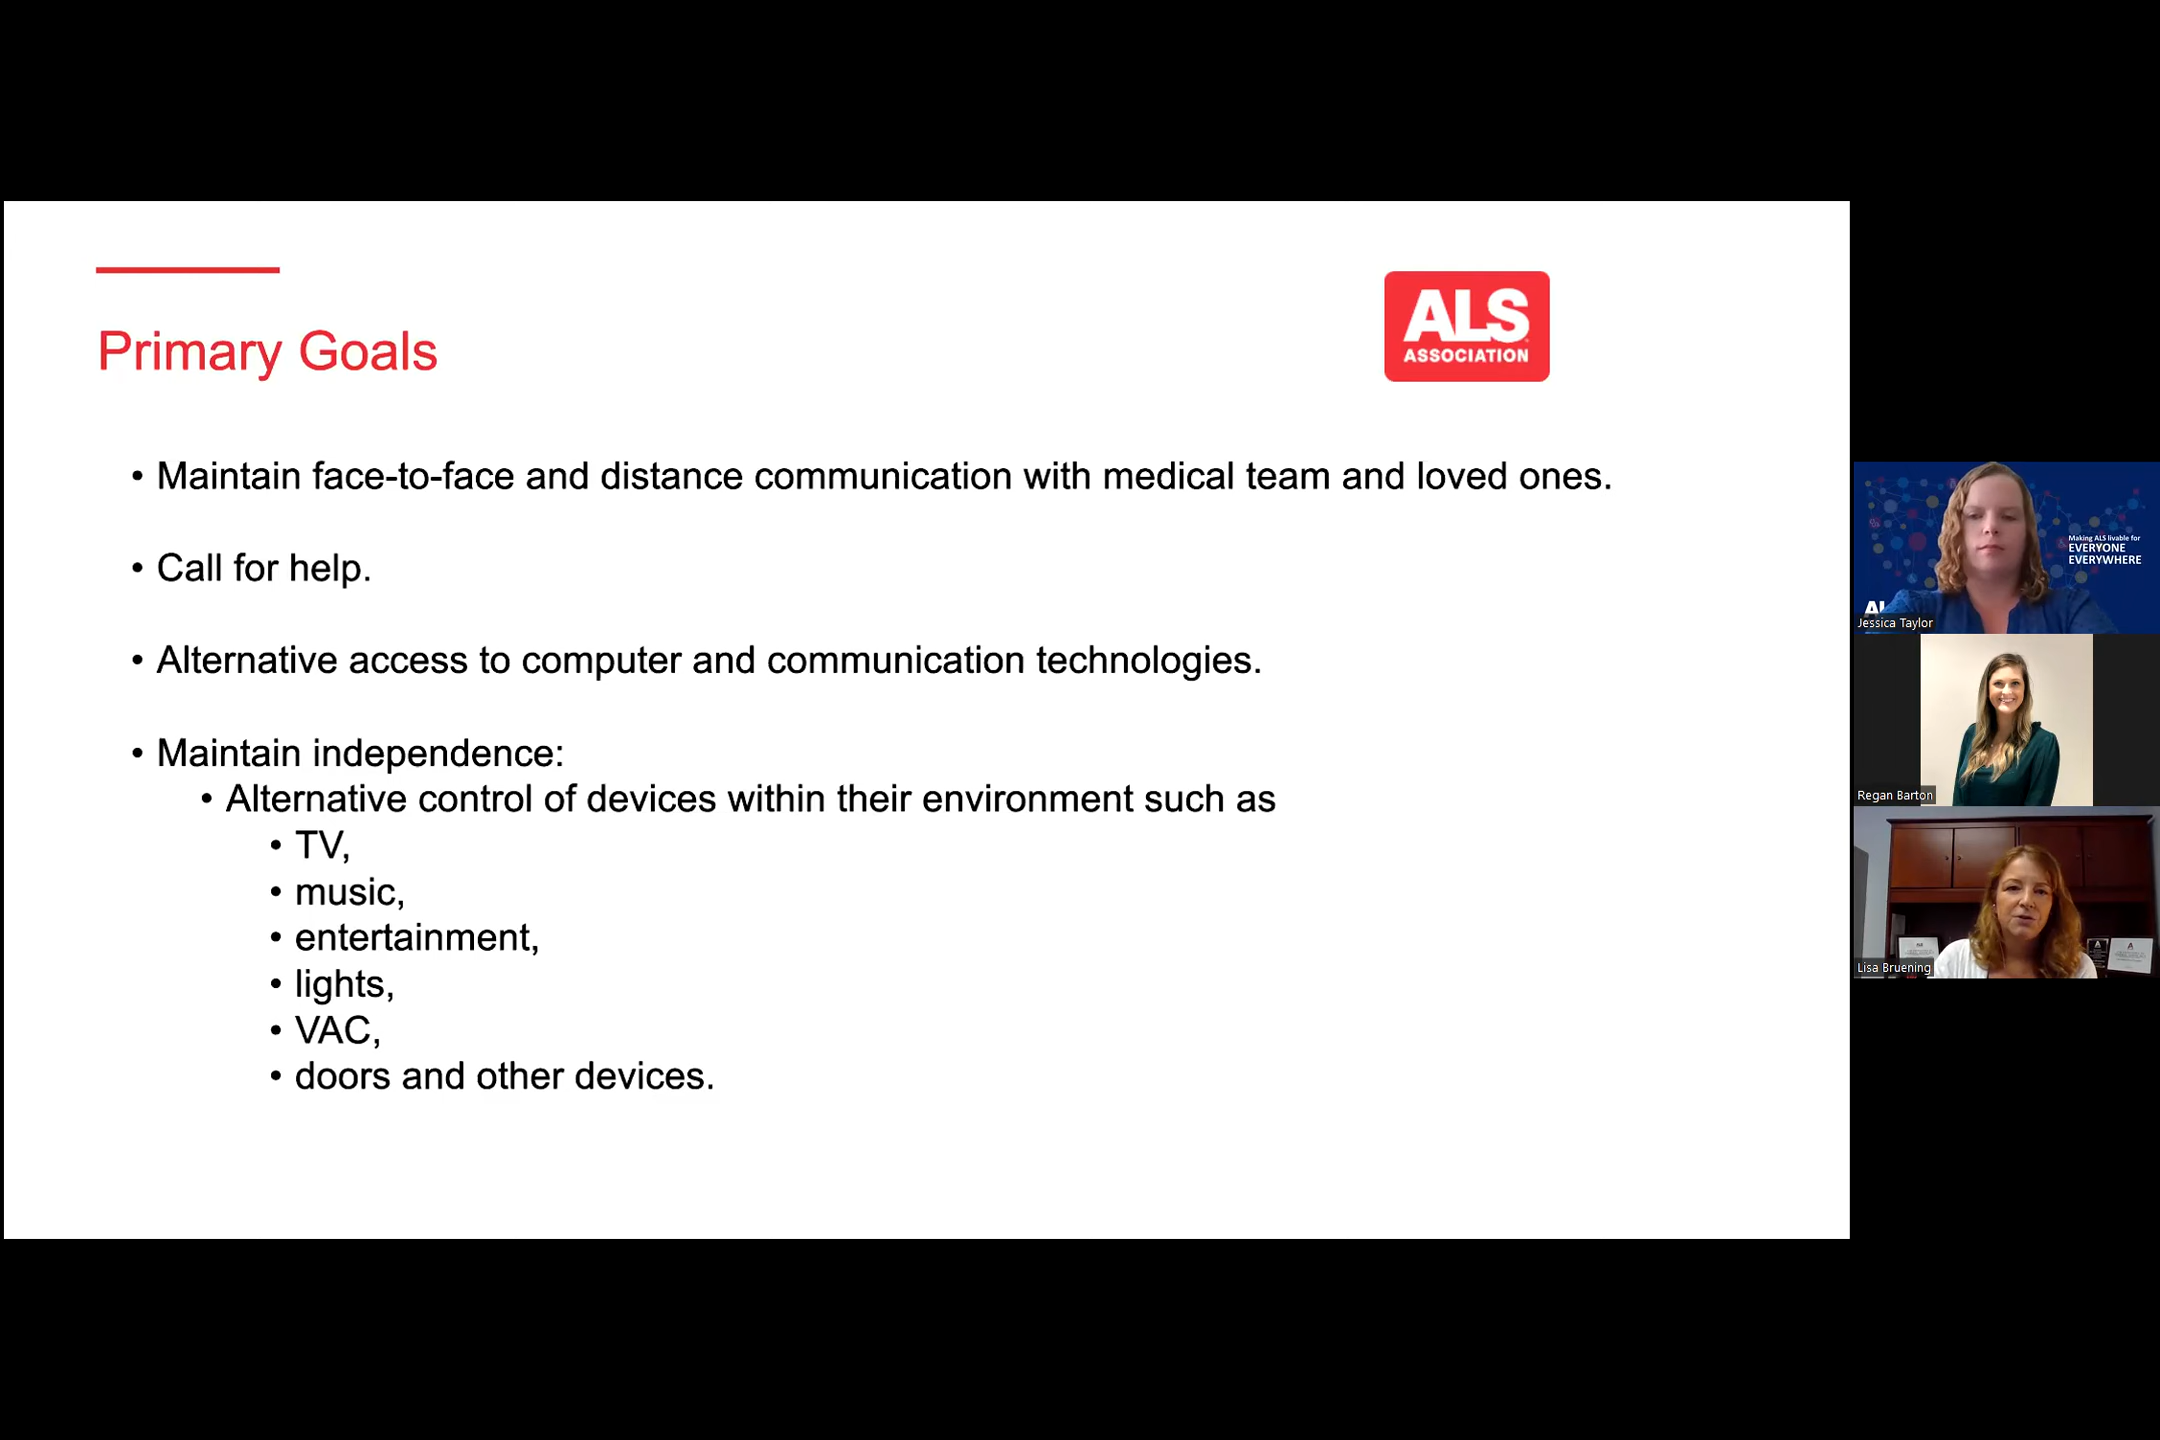 Primary Goals
ALS
ASSOCIATION
• Maintain face-to-face and distance communication with medical team and loved ones.
• Call for help.
• Alternative access to computer and communication technologies.
• Maintain independence:
• Alternative control of devices within their environment such as
• TV,
• music,
• entertainment,
• lights,
• VAC,
• doors and other devices.
Making ALS livable for
EVERYONE
EVERYWHERE
Jessica Taylor
Regan Barton
Lisa Bruening